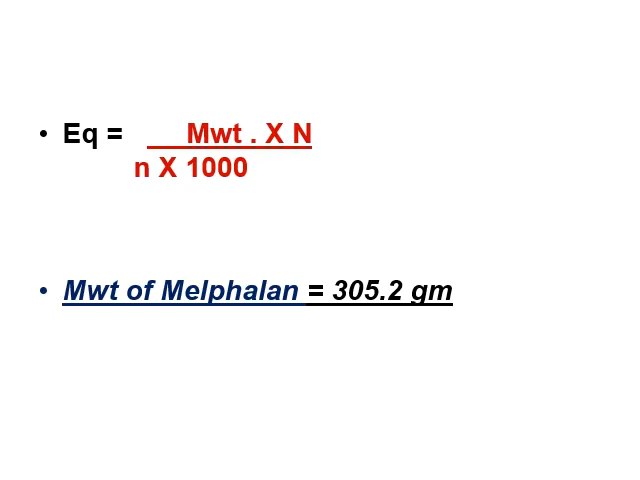 • Eq = Mwt . X N
n X 1000
• Mwt of Melphalan = 305.2 gm